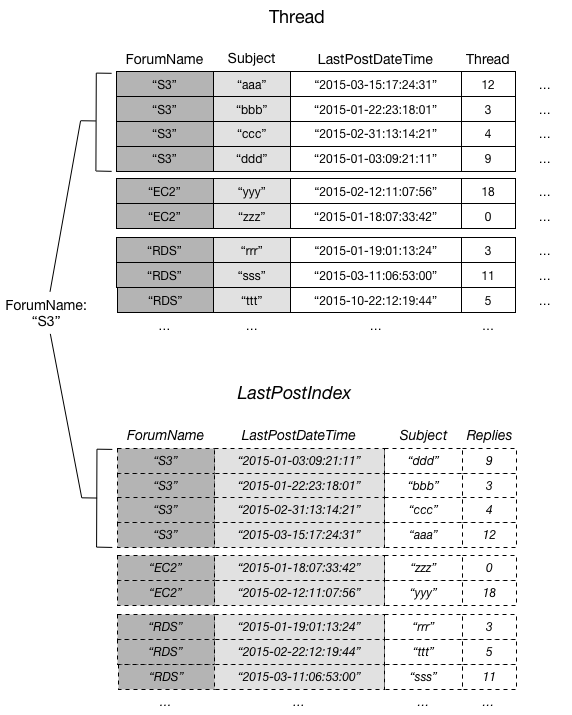 Thread
ForumName Subject LastPostDateTime Thread
“S3” “aaa” “2015-03-15:17:24:31” 12 ...
“S3” “bbb” “2015-01-22:23:18:01” 3 ...
“S3” “ccc” “2015-02-31:13:14:21” 4 ...
“S3” “ddd” “2015-01-03:09:21:11” 9 ...
“EC2” “yyy” “2015-02-12:11:07:56” 18 ...
“EC2” “zzz” “2015-01-18:07:33:42” 0 ...
“RDS” “rrr” “2015-01-19:01:13:24” 3 ...
“RDS” “sss” “2015-03-11:06:53:00” 11 ...
“RDS” “ttt” “2015-10-22:12:19:44” 5 ...
... ... ... ...
ForumName:
“S3”
LastPostIndex
ForumName LastPostDateTime Subject Replies
“S3” “2015-01-03:09:21:11” “ddd” 9
“S3” “2015-01-22:23:18:01” “bbb” 3
“S3” “2015-02-31:13:14:21” “ccc” 4
“S3” “2015-03-15:17:24:31” “aaa” 12
“EC2” “2015-01-18:07:33:42” “zzz” 0
“EC2” “2015-02-12:11:07:56” “yyy” 18
“RDS” “2015-01-19:01:13:24” “rrr” 3
“RDS” “2015-02-22:12:19:44” “ttt” 5
“RDS” “2015-03-11:06:53:00” “sss” 11
... ... ... ...